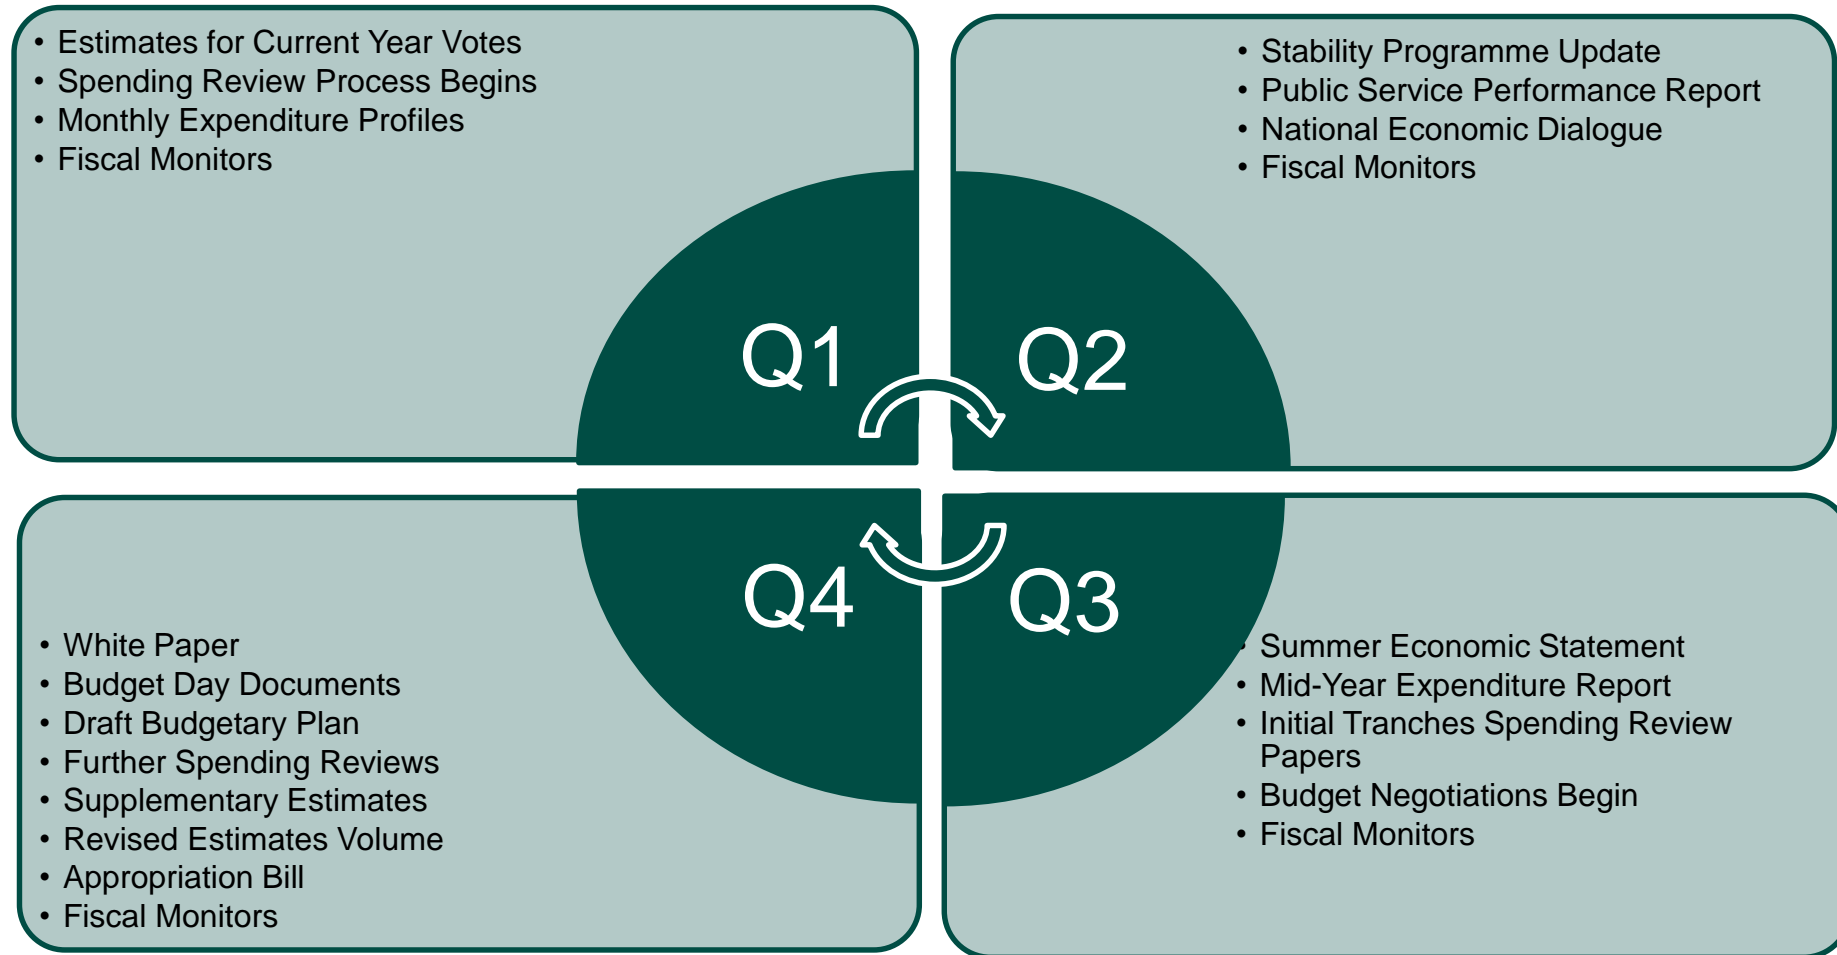 • Estimates for Current Year Votes
• Spending Review Process Begins
• Monthly Expenditure Profiles
• Fiscal Monitors
Q1
• Stability Programme Update
• Public Service Performance Report
• National Economic Dialogue
• Fiscal Monitors
Q2
Q4
• White Paper
• Budget Day Documents
• Draft Budgetary Plan
• Further Spending Reviews
• Supplementary Estimates
• Revised Estimates Volume
• Appropriation Bill
• Fiscal Monitors
Q3
• Summer Economic Statement
• Mid-Year Expenditure Report
• Initial Tranches Spending Review
Papers
• Budget Negotiations Begin
• Fiscal Monitors